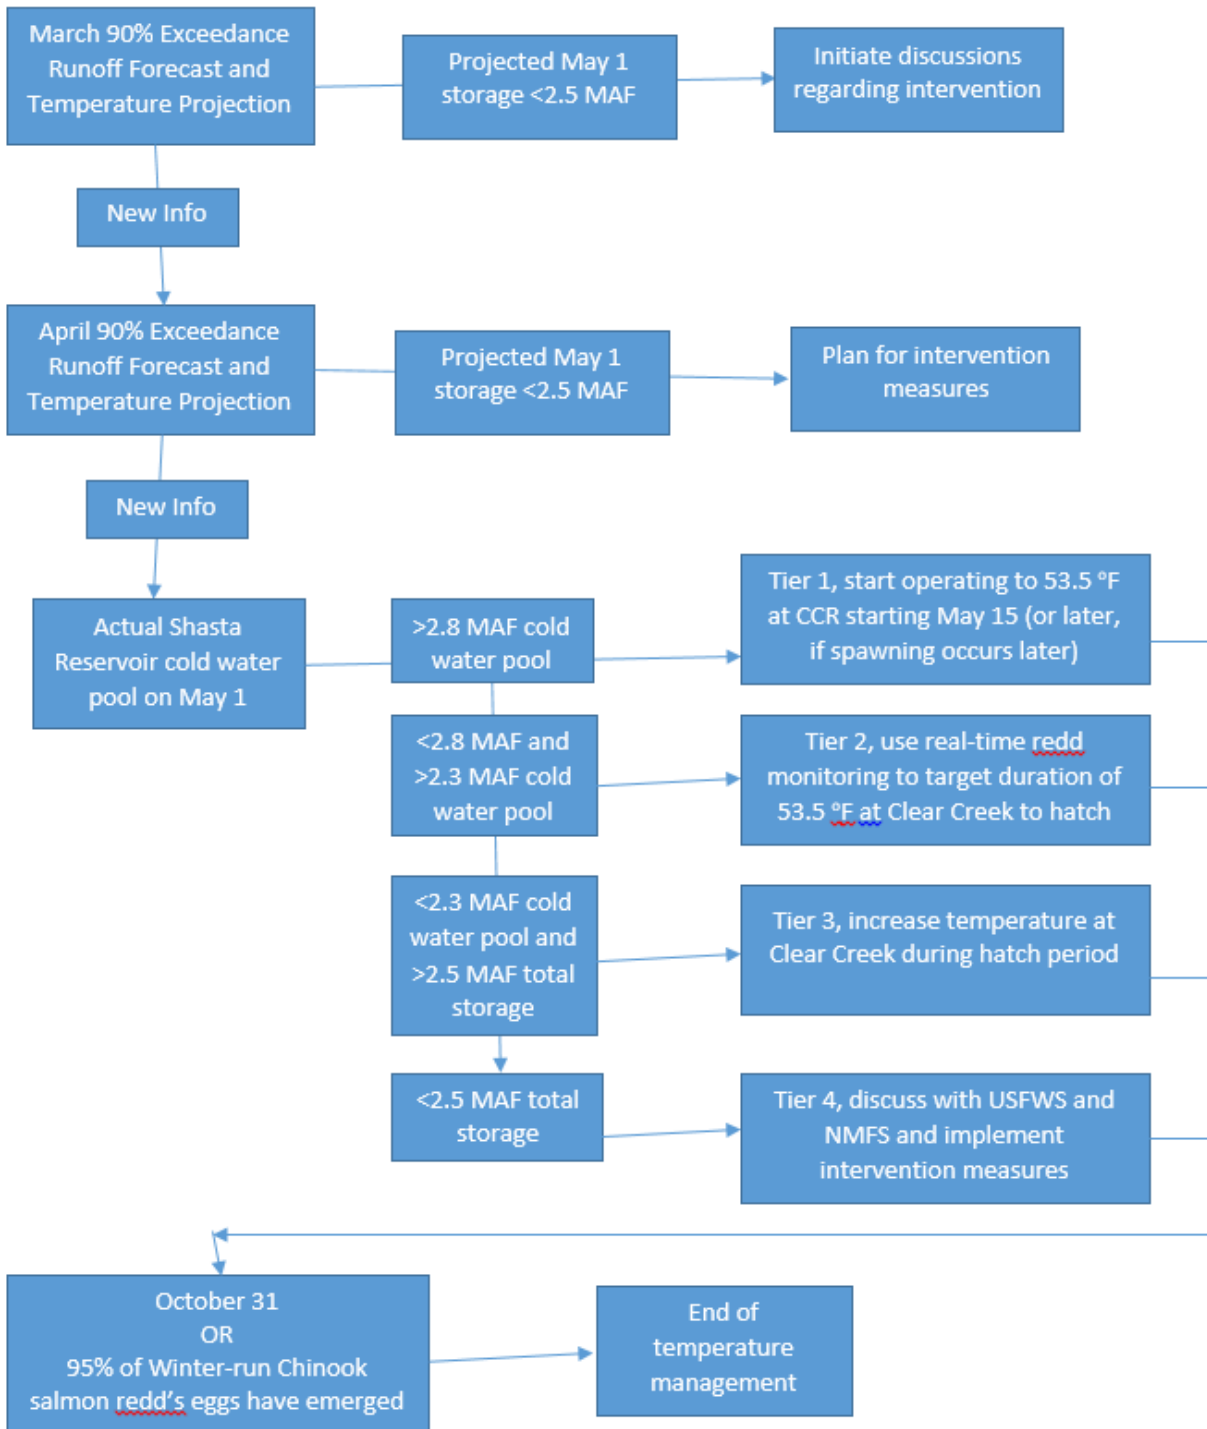 March 90% Exceedance
Runoff Forecast and
Temperature Projection
Projected May 1
storage <2.5 MAF
Initiate discussions
regarding intervention
New Info
April 90% Exceedance
Runoff Forecast and
Temperature Projection
Projected May 1
storage <2.5 MAF
Plan for intervention
measures
New Info
Actual Shasta
Reservoir cold water
pool on May 1
>2.8 MAF cold
water pool
Tier 1, start operating to 53.5 °F
at CCR starting May 15 (or later,
if spawning occurs later)
<2.8 MAF and
>2.3 MAF cold
water pool
Tier 2, use real-time redd
monitoring to target duration of
53.5 °F at Clear Creek to hatch
<2.3 MAF cold
water pool and
>2.5 MAF total
storage
Tier 3, increase temperature at
Clear Creek during hatch period
<2.5 MAF total
storage
Tier 4, discuss with USFWS and
NMFS and implement
intervention measures
October 31
OR
95% of Winter-run Chinook
salmon redd’s eggs have emerged
End of
temperature
management